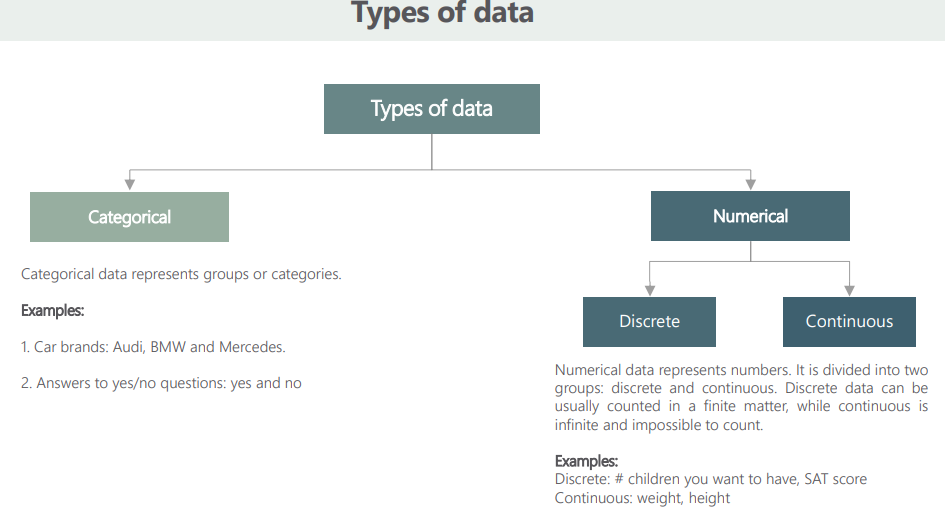 Types of data
Types of data
Categorical
Numerical
Categorical data represents groups or categories.
Examples:
1. Car brands: Audi, BMW and Mercedes.
2. Answers to yes/no questions: yes and no
Discrete
Continuous
Numerical data represents numbers. It is divided into two
groups: discrete and continuous. Discrete data can be
usually counted in a finite matter, while continuous is
infinite and impossible to count.
Examples:
Discrete: # children you want to have, SAT score
Continuous: weight, height